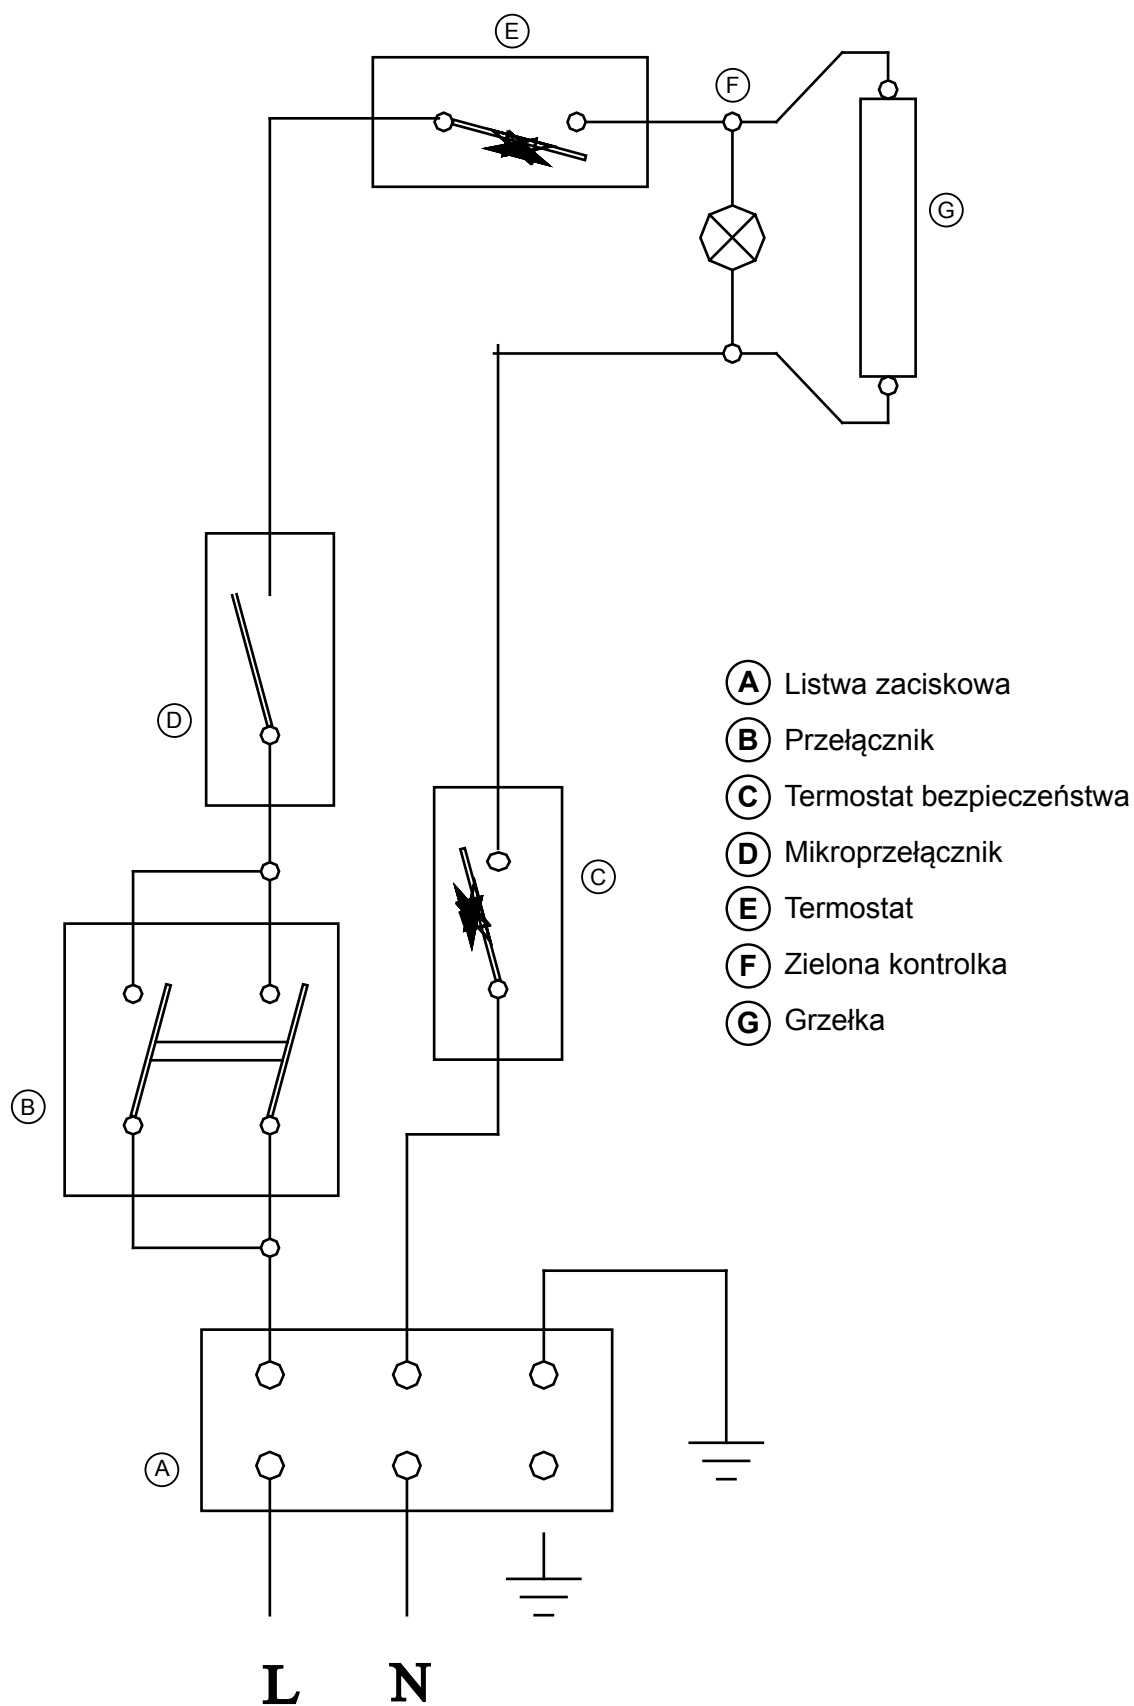 E
F
G
D
C
B
A
A Listwa zaciskowa
B Przełącznik
C Termostat bezpieczeństwa
D Mikroprzełącznik
E Termostat
F Zielona kontrolka
G Grzełka
L N